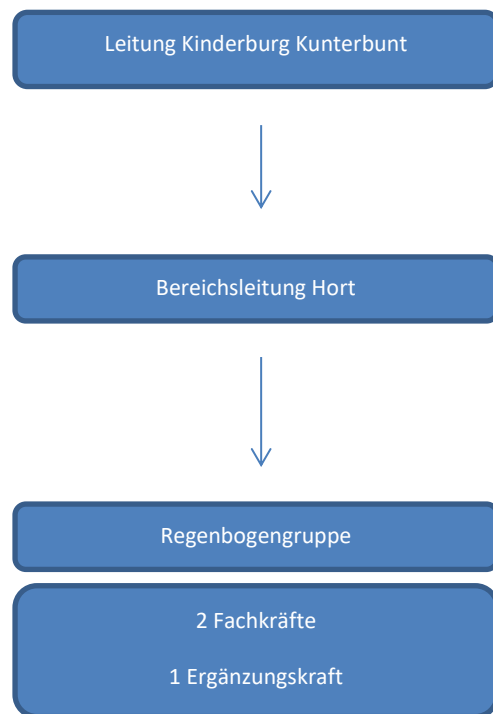 Leitung Kinderburg Kunterbunt
Bereichsleitung Hort
Regenbogengruppe
2 Fachkräfte
1 Ergänzungskraft